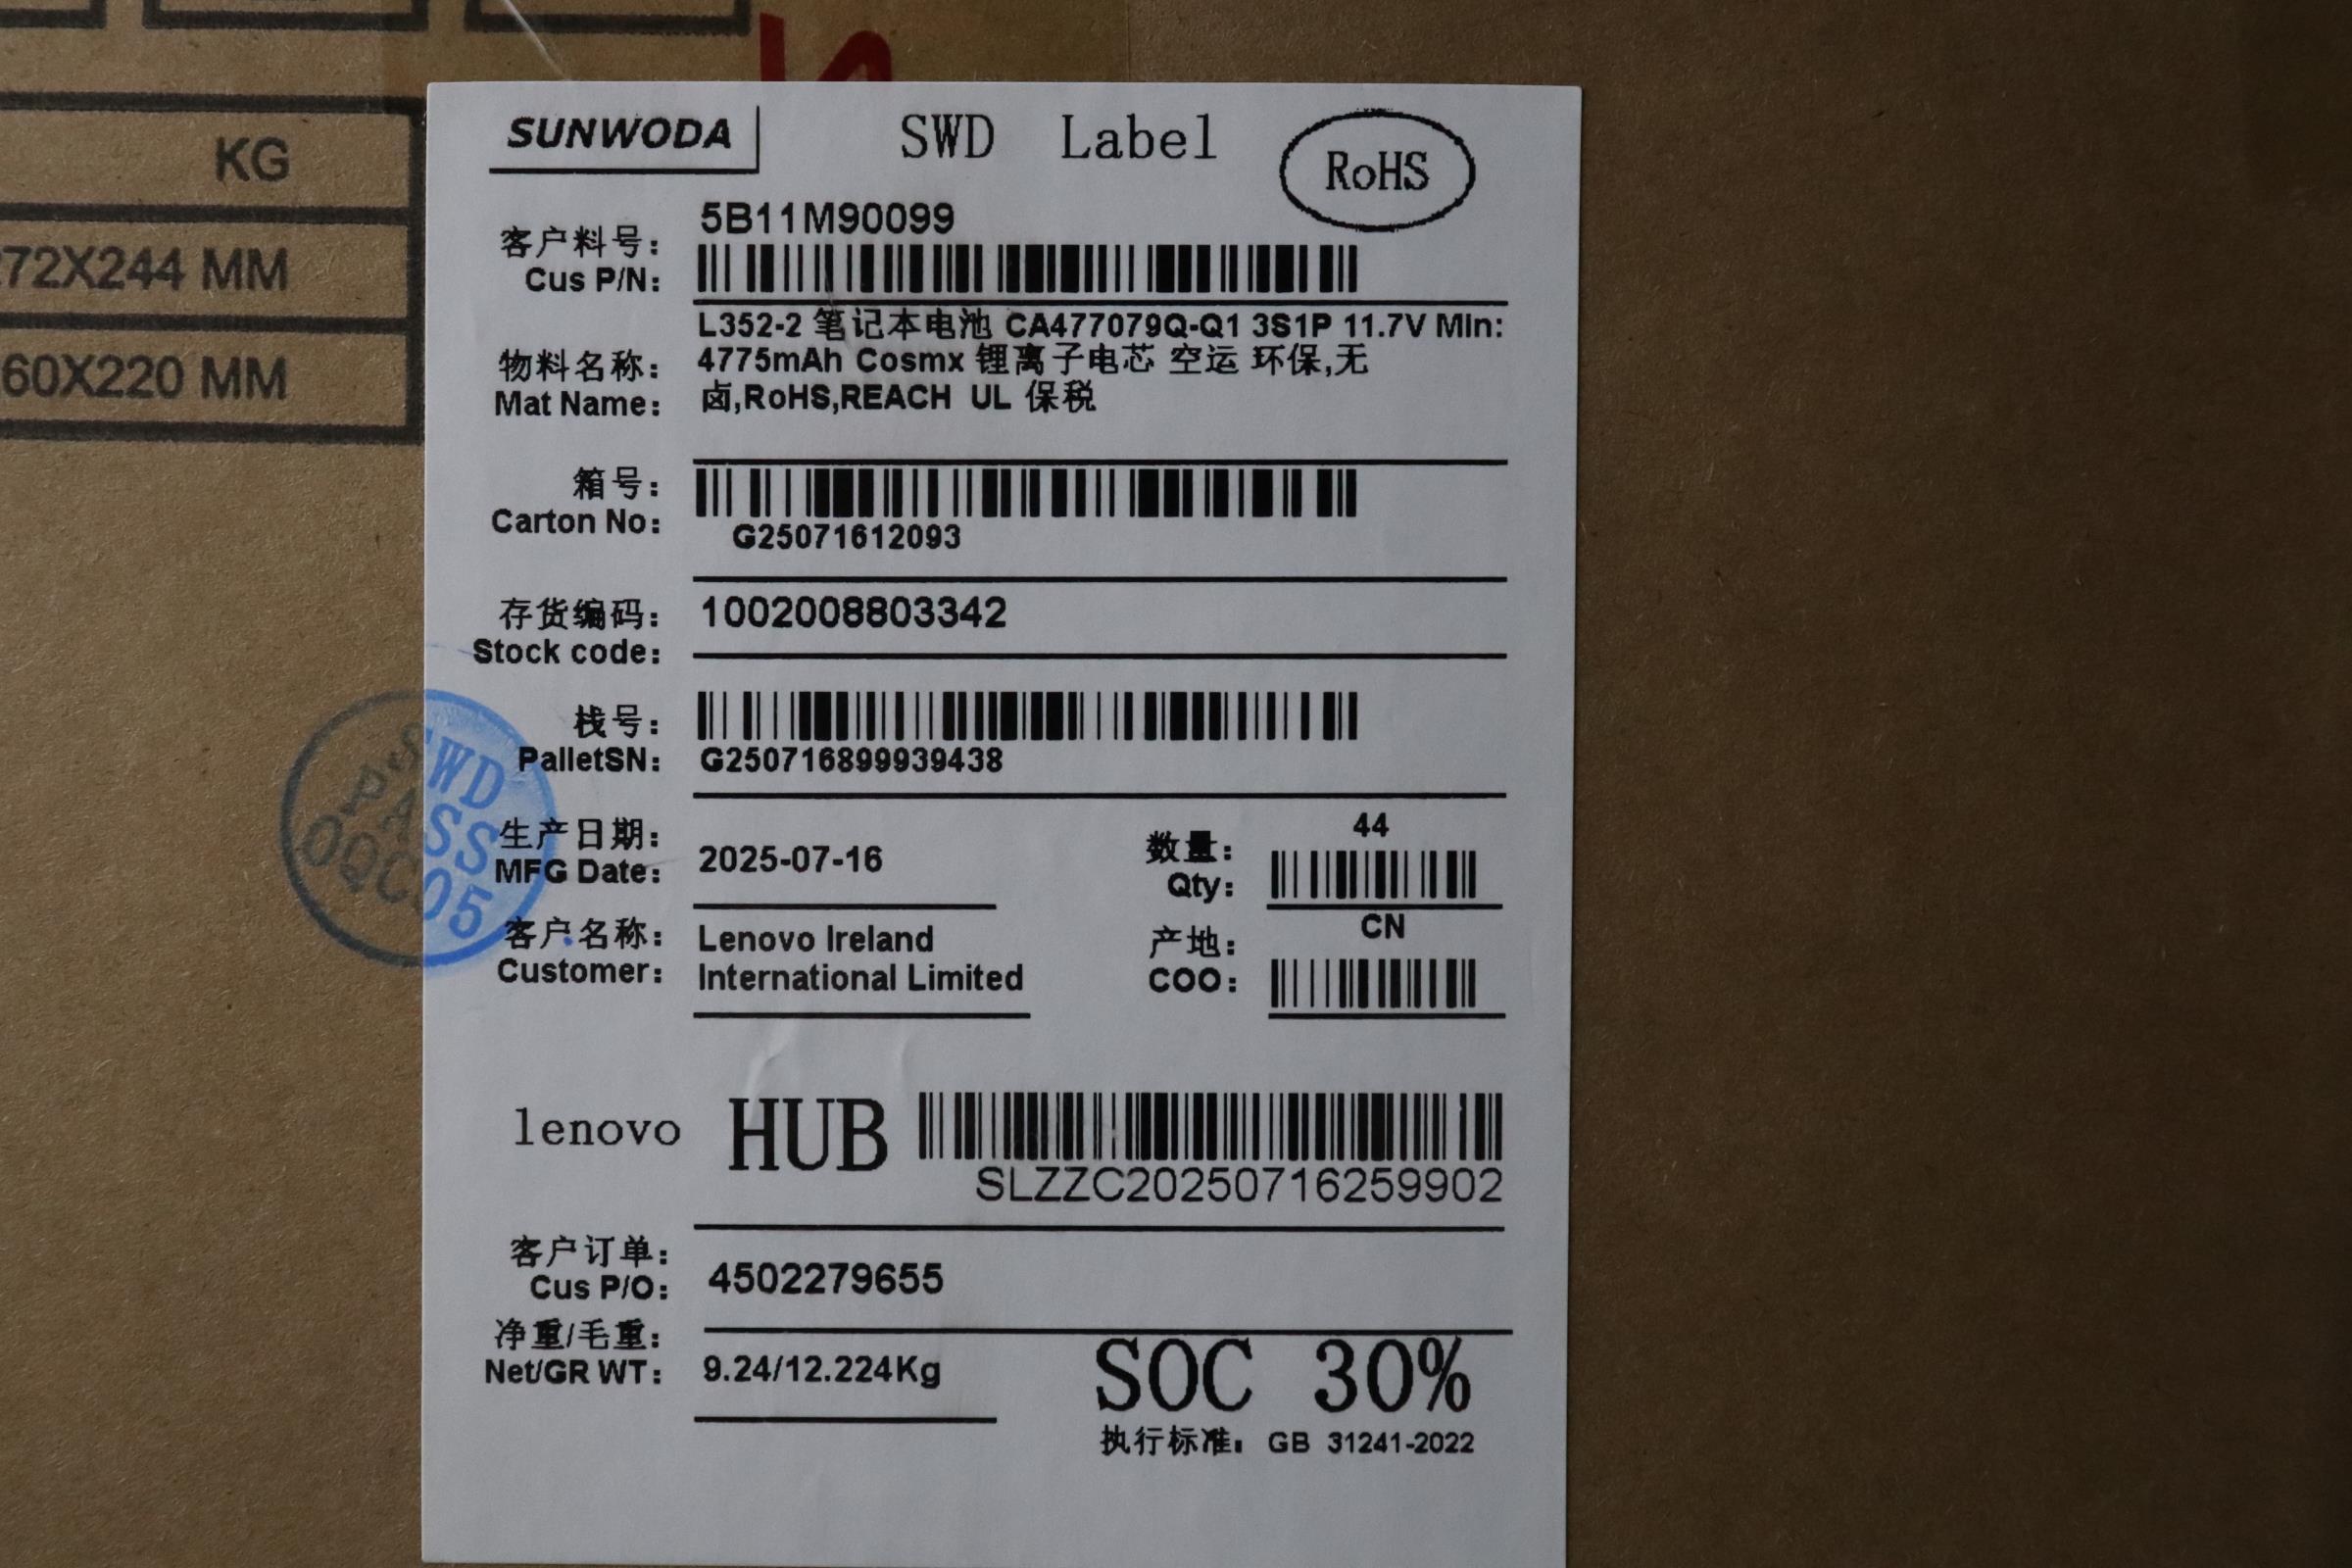 KG
72X244 MM
60X220 MM
SUNWODA
SWD Label
RoHS
客户料号:
Cus P/N:
5B11M90099
物料名称:
Mat Name:
L352-2 笔记本电池 CA477079Q-Q1 3S1P 11.7V Min:
4775mAh Cosmx 锂离子电芯 空运 环保,无
卤,RoHS,REACH UL 保税
箱号:
Carton No:
G25071612093
存货编码:
Stock code:
1002008803342
栈号:
PalletSN:
G250716899939438
生产日期:
MFG Date:
2025-07-16
数量:
Qty:
44
客户名称:
Customer:
Lenovo Ireland
International Limited
产地:
COO:
CN
SWD
PASS
OQC05
lenovo HUB
SLZZC20250716259902
客户订单:
Cus P/O:
4502279655
净重/毛重:
Net/GR WT:
9.24/12.224Kg
SOC 30%
执行标准: GB 31241-2022